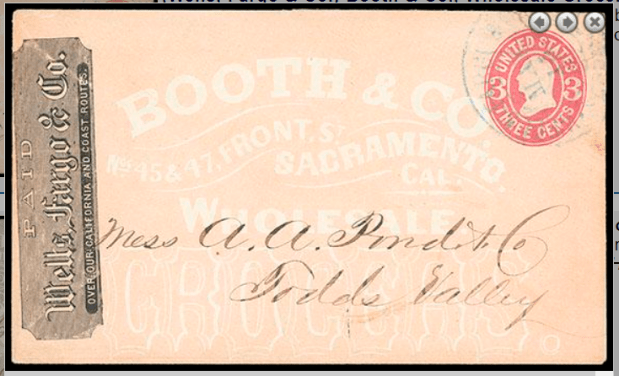 PAID
Wells, Fargo & Co.
OVER OUR CALIFORNIA AND COAST ROUTES.
BOOTH & CO.
Nos 45 & 47, FRONT, ST
SACRAMENTO,
CAL.
WHOLESALE
GROCERS.
UNITED STATES
3 3
THREE CENTS
Mess A. A. Pond & Co
Todds Valley